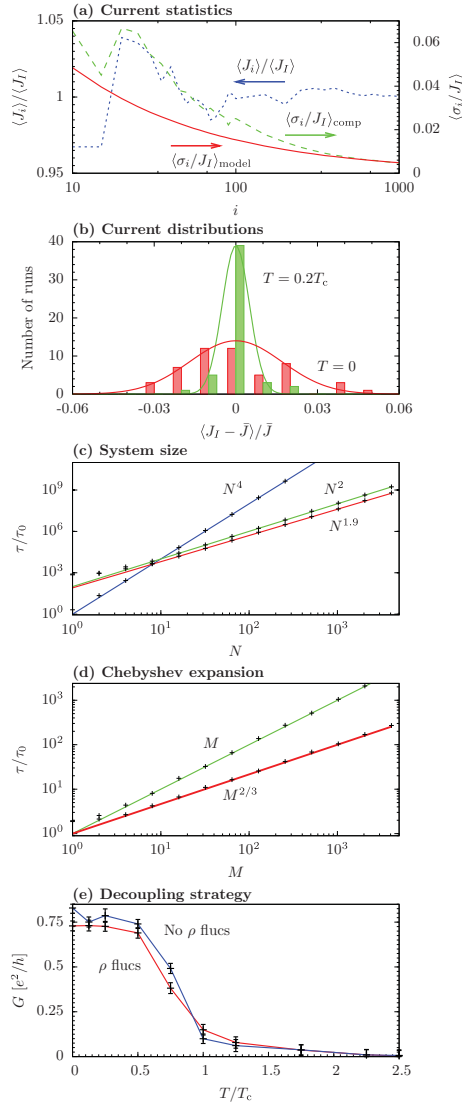 (a) Current statistics
1.05
1
0.95
⟨J_i⟩/⟨J_I⟩
0.06
0.04
0.02
0
⟨σ_i/J_I⟩
⟨J_i⟩/⟨J_I⟩
⟨σ_i/J_I⟩_comp
⟨σ_i/J_I⟩_model
10 100 1000
i
(b) Current distributions
40
30
20
10
0
Number of runs
T = 0.2T_c
T = 0
-0.06 -0.03 0 0.03 0.06
⟨J_I − J̄⟩/J̄
(c) System size
10^9
10^6
10^3
10^0
τ/τ_0
N^4
N^2
N^1.9
10^0 10^1 10^2 10^3
N
(d) Chebyshev expansion
10^3
10^2
10^1
10^0
τ/τ_0
M
M^2/3
10^0 10^1 10^2 10^3
M
(e) Decoupling strategy
0.75
0.5
0.25
0
G [e^2/h]
No ρ flucs
ρ flucs
0 0.5 1 1.5 2 2.5
T/T_c